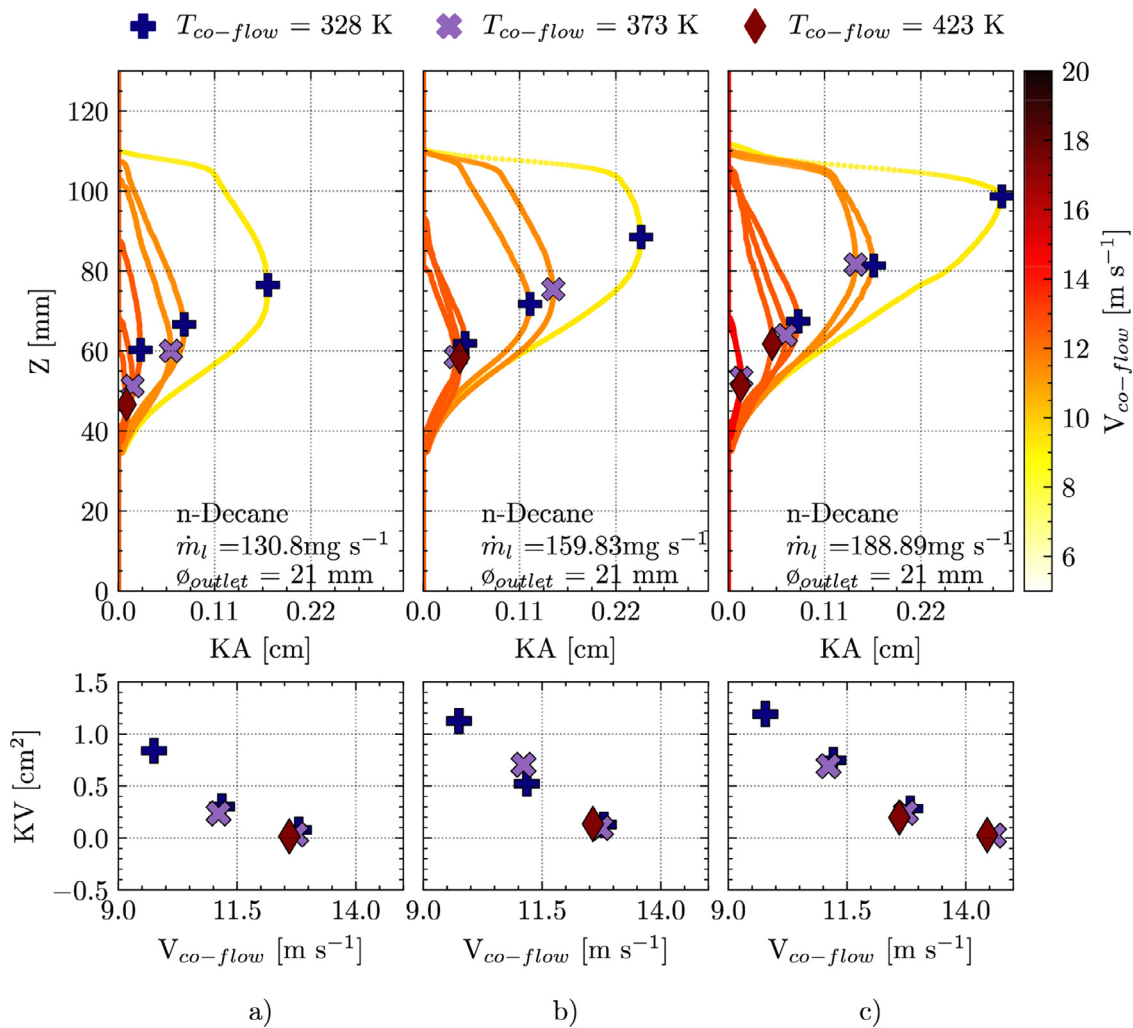 T_{co-flow} = 328 K T_{co-flow} = 373 K T_{co-flow} = 423 K
120
100
80
60
40
20
0
Z [mm]
n-Decane
ṁ_l =130.8mg s⁻¹
ø_{outlet} = 21 mm
0.0 0.11 0.22
KA [cm]
n-Decane
ṁ_l =159.83mg s⁻¹
ø_{outlet} = 21 mm
0.0 0.11 0.22
KA [cm]
n-Decane
ṁ_l =188.89mg s⁻¹
ø_{outlet} = 21 mm
0.0 0.11 0.22
KA [cm]
20
18
16
14
12
10
8
6
V_{co-flow} [m s⁻¹]
1.5
1.0
0.5
0.0
−0.5
KV [cm²]
9.0 11.5 14.0
V_{co-flow} [m s⁻¹]
9.0 11.5 14.0
V_{co-flow} [m s⁻¹]
9.0 11.5 14.0
V_{co-flow} [m s⁻¹]
a) b) c)